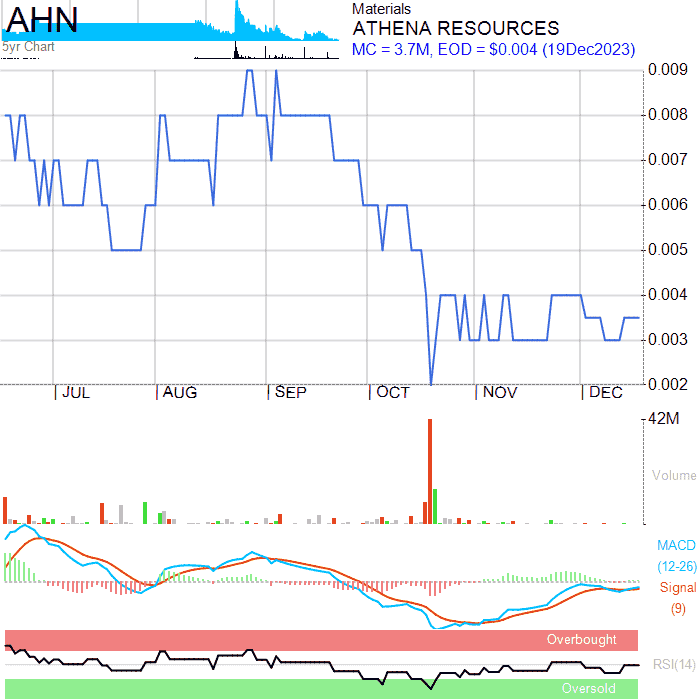 AHN
5yr Chart
Materials
ATHENA RESOURCES
MC = 3.7M, EOD = $0.004 (19Dec2023)
0.009
0.008
0.007
0.006
0.005
0.004
0.003
0.002
JUL AUG SEP OCT NOV DEC
42M
Volume
MACD
(12-26)
Signal
(9)
Overbought
RSI(14)
Oversold